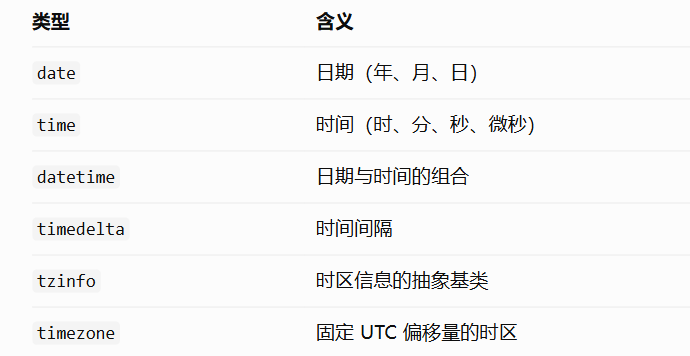 类型 含义
date 日期（年、月、日）
time 时间（时、分、秒、微秒）
datetime 日期与时间的组合
timedelta 时间间隔
tzinfo 时区信息的抽象基类
timezone 固定 UTC 偏移量的时区